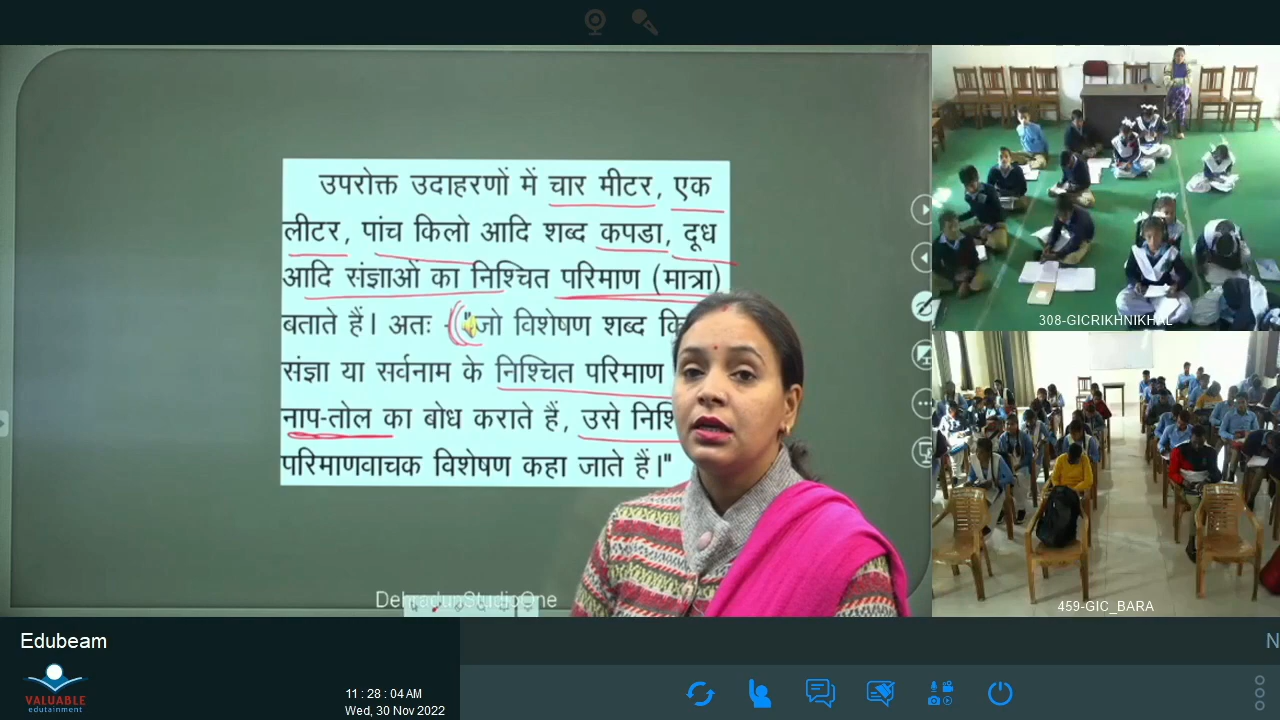 उपरोक्त उदाहरणों में चार मीटर, एक
लीटर, पांच किलो आदि शब्द कपडा, दूध
आदि संज्ञाओं का निश्चित परिमाण (मात्रा)
बताते हैं। अतः - "जो विशेषण शब्द
संज्ञा या सर्वनाम के निश्चित परिमाण
नाप-तोल का बोध कराते हैं, उसे
परिमाणवाचक विशेषण कहा जाते हैं।"
DehradunStudioOne
308-GICRIKHNIKHAL
459-GIC_BARA
Edubeam
VALUABLE
edutainment
11 : 28 : 04 AM
Wed, 30 Nov 2022
N